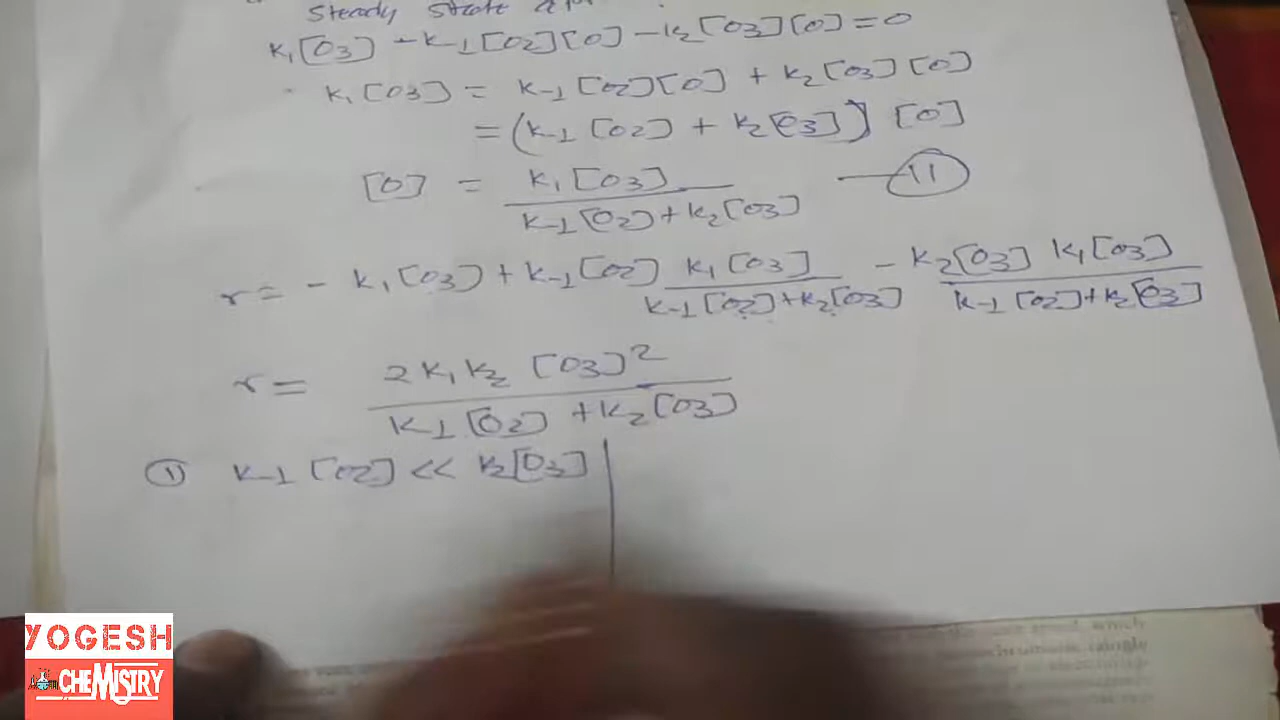 Steady State
k₁[O₃] - k-1[O2][O] - k2[O3][O] = 0
k₁[O3] = k-1[O2][O] + k2[O3][O]
= (k-1[O2] + k2[O3]) [O]
[O] = k₁[O3] / k-1[O2] + k2[O3] — 11
r = - k₁[O3] + k-1[O2] k₁[O3] / k-1[O2] + k2[O3] - k2[O3] k₁[O3] / k-1[O2] + k2[O3]
r = 2k₁k2[O3]² / k-1[O2] + k2[O3]
① k-1[O2] << k2[O3]
YOGESH
CHEMISTRY